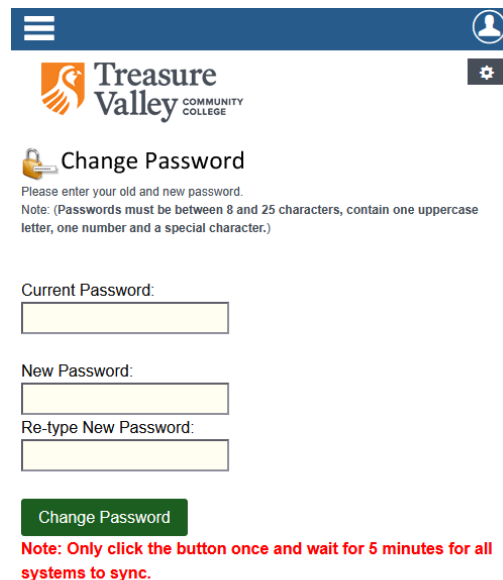 Treasure
Valley COMMUNITY
COLLEGE
Change Password
Please enter your old and new password.
Note: (Passwords must be between 8 and 25 characters, contain one uppercase
letter, one number and a special character.)
Current Password:
New Password:
Re-type New Password:
Change Password
Note: Only click the button once and wait for 5 minutes for all
systems to sync.